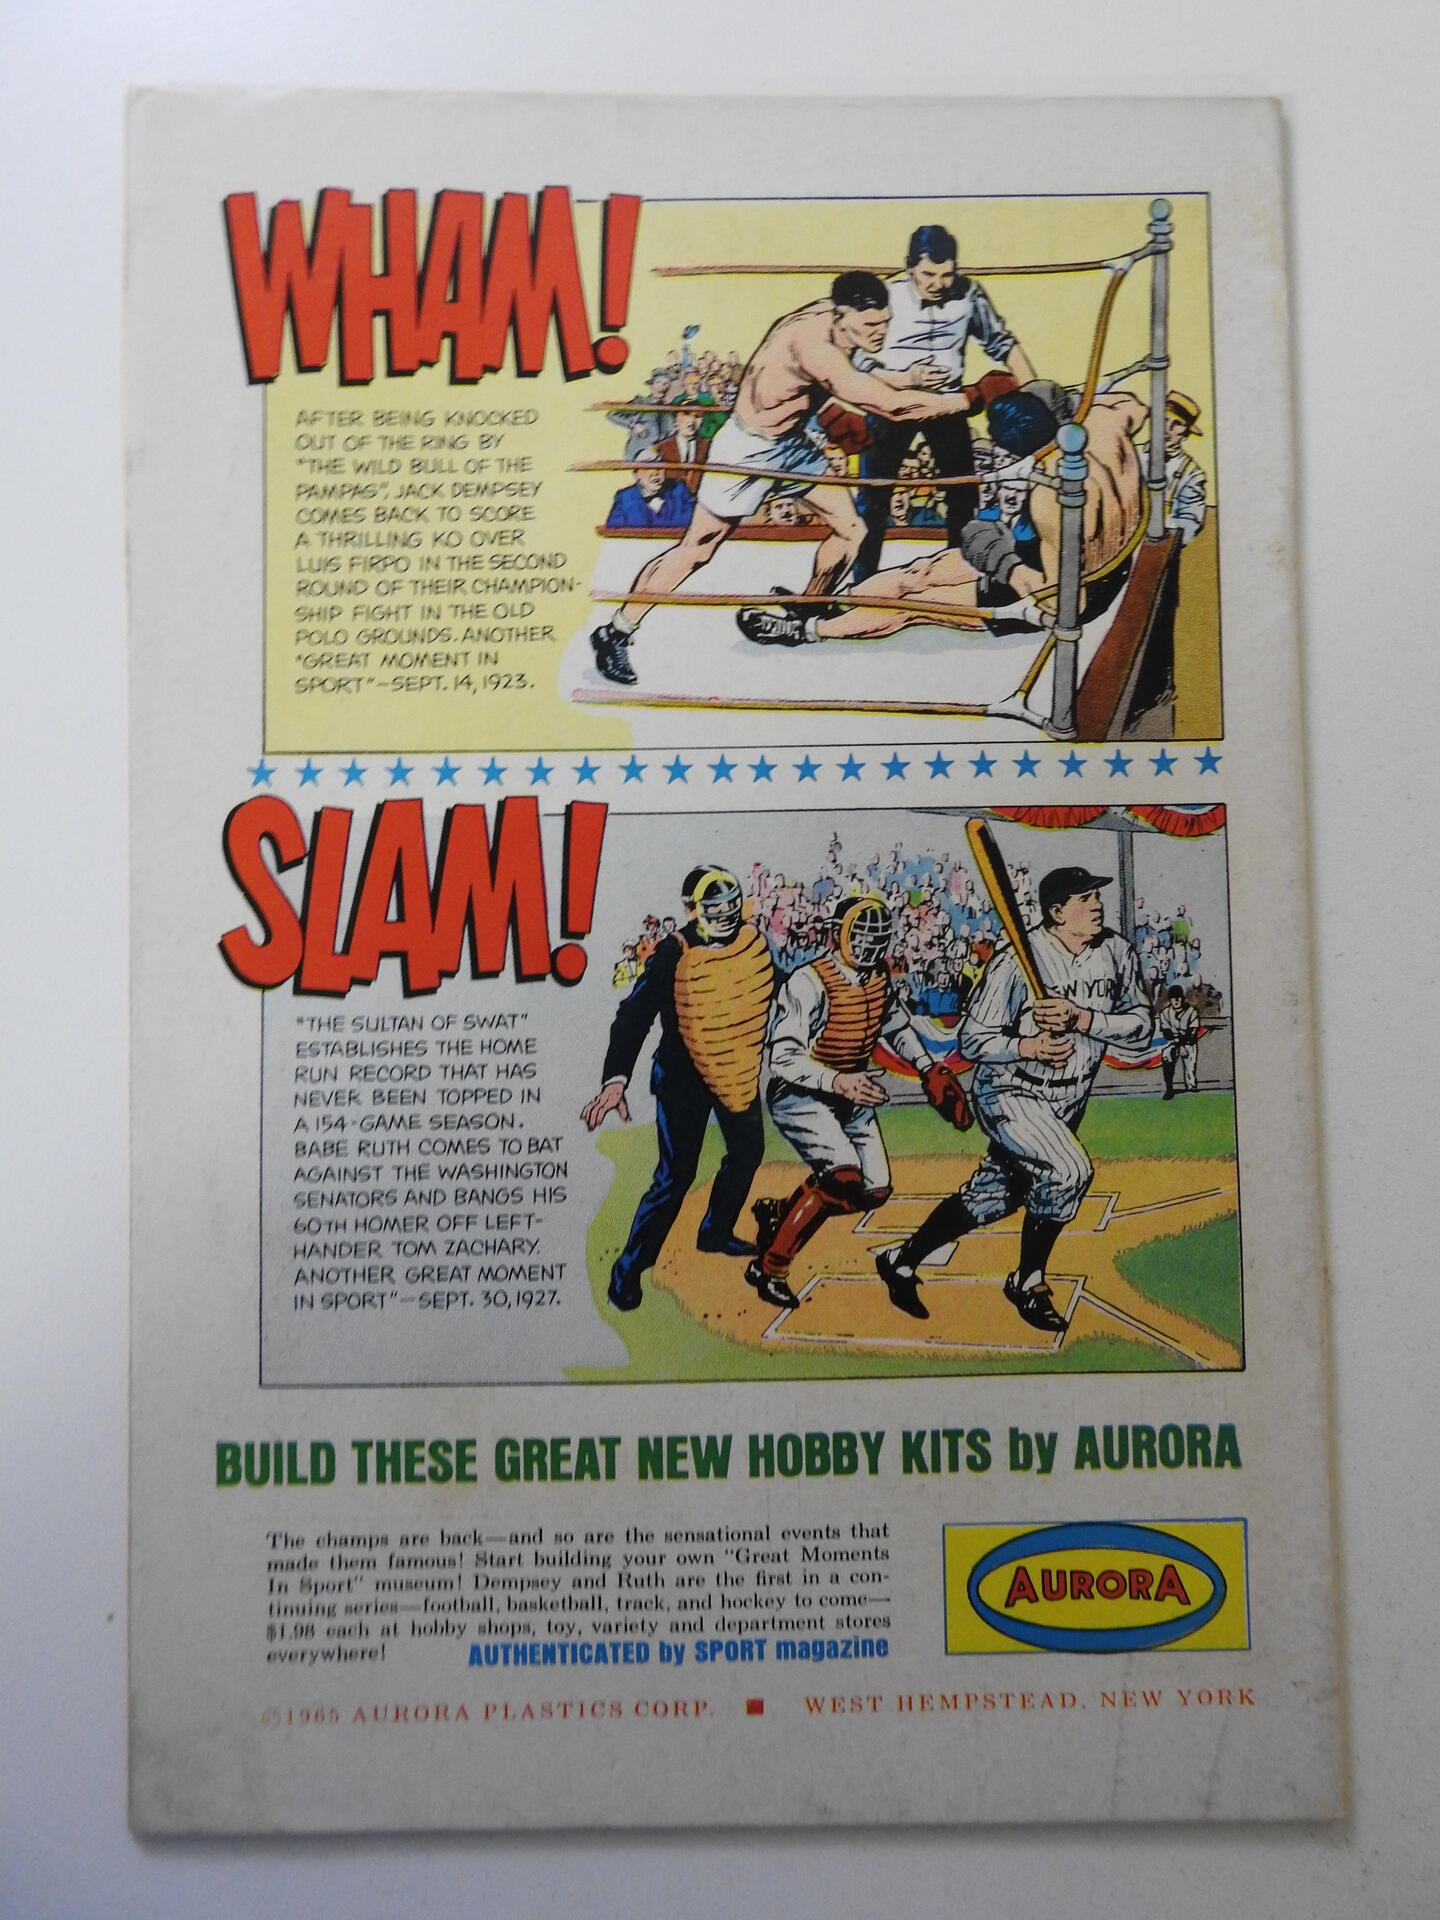 WHAM!
AFTER BEING KNOCKED
OUT OF THE RING BY
"THE WILD BULL OF THE
PAMPAS", JACK DEMPSEY
COMES BACK TO SCORE
A THRILLING KO OVER
LUIS FIRPO IN THE SECOND
ROUND OF THEIR CHAMPION-
SHIP FIGHT IN THE OLD
POLO GROUNDS. ANOTHER
"GREAT MOMENT IN
SPORT"—SEPT. 14, 1923.
SLAM!
"THE SULTAN OF SWAT"
ESTABLISHES THE HOME
RUN RECORD THAT HAS
NEVER BEEN TOPPED IN
A 154-GAME SEASON.
BABE RUTH COMES TO BAT
AGAINST THE WASHINGTON
SENATORS AND BANGS HIS
60TH HOMER OFF LEFT-
HANDER TOM ZACHARY.
ANOTHER GREAT MOMENT
IN SPORT"—SEPT. 30, 1927.
EW YOR
BUILD THESE GREAT NEW HOBBY KITS by AURORA
The champs are back—and so are the sensational events that
made them famous! Start building your own "Great Moments
In Sport" museum! Dempsey and Ruth are the first in a con-
tinuing series—football, basketball, track, and hockey to come—
$1.98 each at hobby shops, toy, variety and department stores
everywhere!
AUTHENTICATED by SPORT magazine
AURORA
©1965 AURORA PLASTICS CORP. ■ WEST HEMPSTEAD, NEW YORK